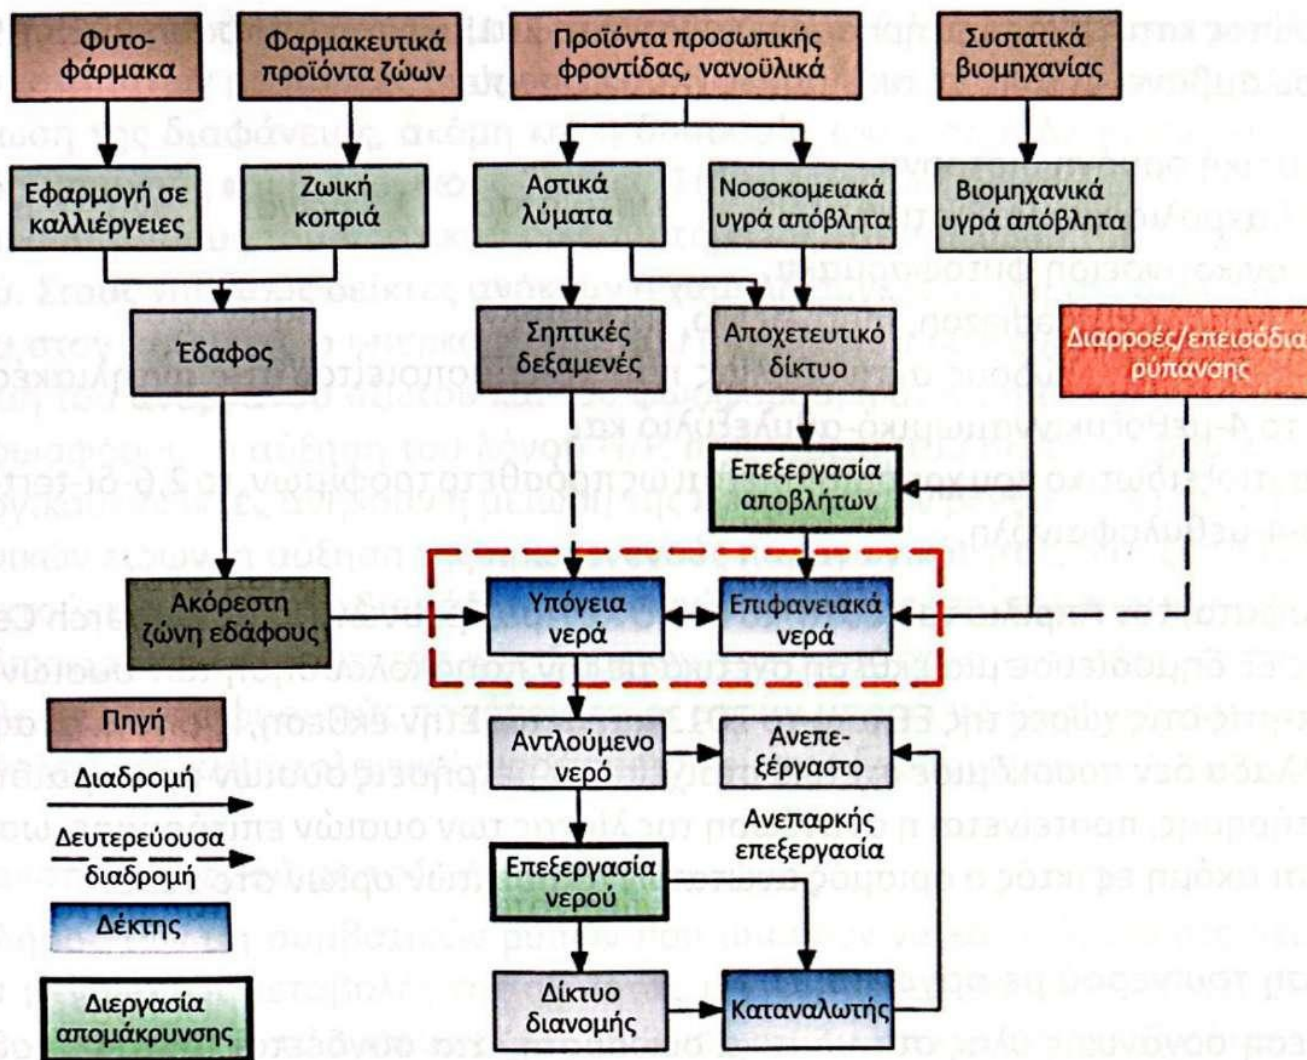 Φυτο-
φάρμακα
Φαρμακευτικά
προϊόντα ζώων
Προϊόντα προσωπικής
φροντίδας, νανοϋλικά
Συστατικά
βιομηχανίας
Εφαρμογή σε
καλλιέργειες
Ζωική
κοπριά
Αστικά
λύματα
Νοσοκομειακά
υγρά απόβλητα
Βιομηχανικά
υγρά απόβλητα
Έδαφος
Σηπτικές
δεξαμενές
Αποχετευτικό
δίκτυο
Διαρροές/επεισόδια
ρύπανσης
Επεξεργασία
αποβλήτων
Ακόρεστη
ζώνη εδάφους
Υπόγεια
νερά
Επιφανειακά
νερά
Πηγή
Διαδρομή
Δευτερεύουσα
διαδρομή
Δέκτης
Διεργασία
απομάκρυνσης
Αντλούμενο
νερό
Ανεπε-
ξέργαστό
Ανεπαρκής
επεξεργασία
Επεξεργασία
νερού
Δίκτυο
διανομής
Καταναλωτής